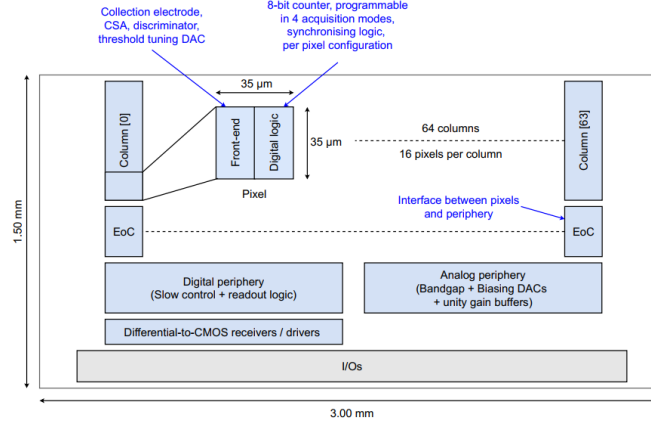 Collection electrode,
CSA, discriminator,
threshold tuning DAC
8-bit counter, programmable
in 4 acquisition modes,
synchronising logic,
per pixel configuration
35 µm
Column [0]
Front-end
Digital logic
35 µm
Pixel
64 columns
16 pixels per column
Column [63]
Interface between pixels
and periphery
EoC
EoC
1.50 mm
Digital periphery
(Slow control + readout logic)
Analog periphery
(Bandgap + Biasing DACs
+ unity gain buffers)
Differential-to-CMOS receivers / drivers
I/Os
3.00 mm